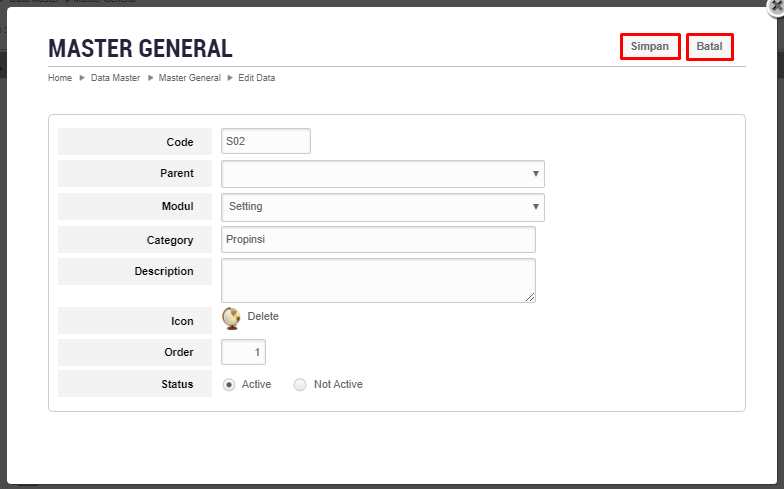 MASTER GENERAL
Simpan Batal
Home Data Master Master General Edit Data
Code S02
Parent
Modul Setting
Category Propinsi
Description
Icon Delete
Order 1
Status Active Not Active